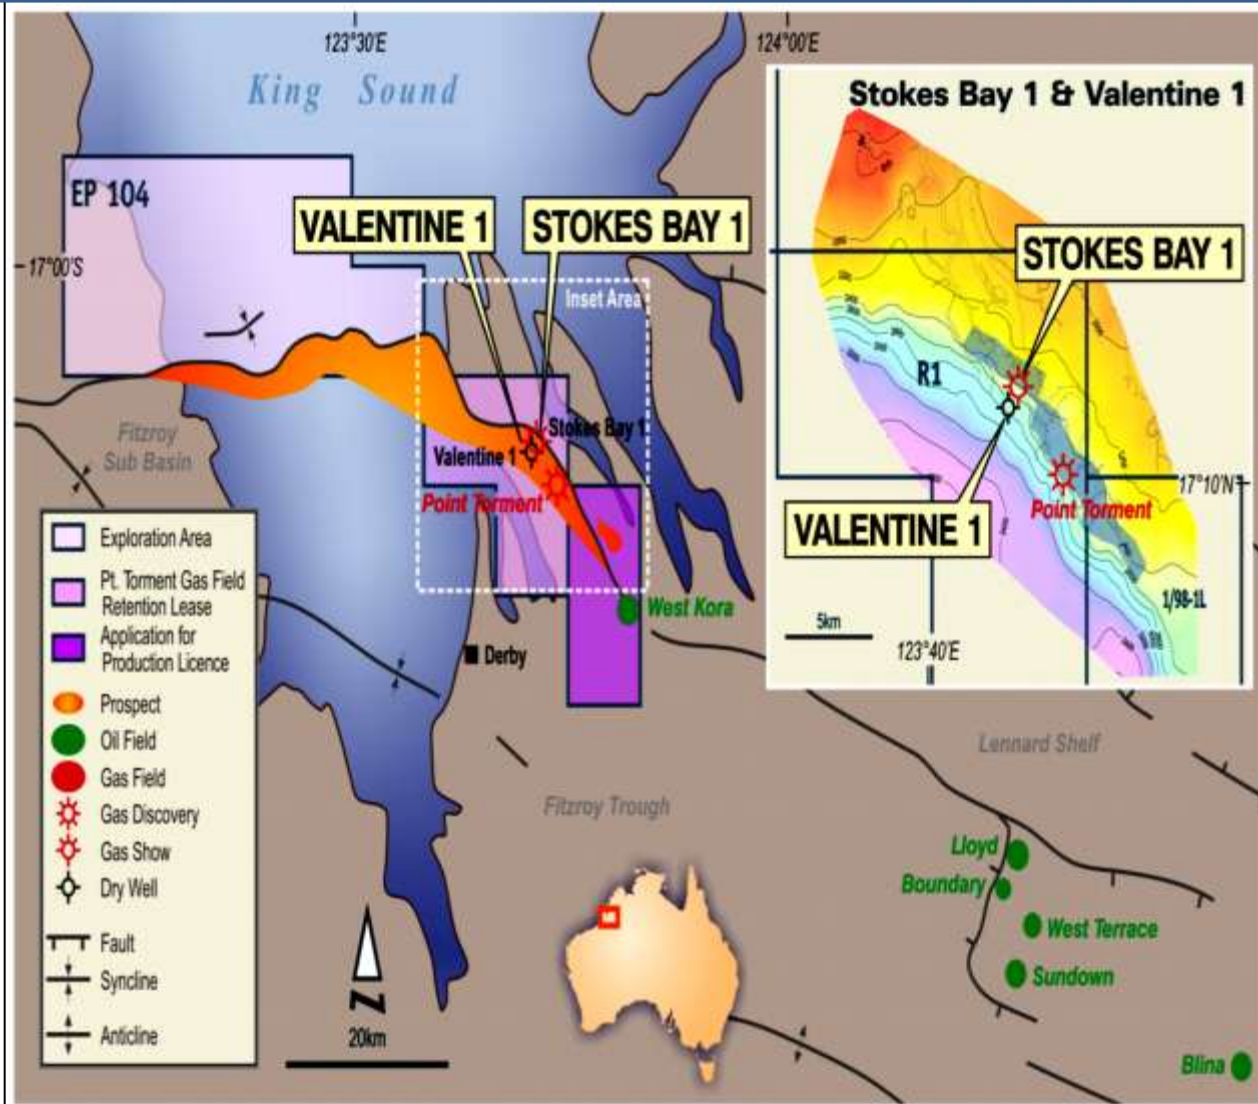 123°30'E
124°00'E
King Sound
EP 104
VALENTINE 1
STOKES BAY 1
17°00'S
Inset Area
Stokes Bay 1
Valentine 1
Point Torment
Fitzroy
Sub Basin
West Kora
Derby
Exploration Area
Pt. Torment Gas Field
Retention Lease
Application for
Production Licence
Prospect
Oil Field
Gas Field
Gas Discovery
Gas Show
Dry Well
Fault
Syncline
Anticline
Fitzroy Trough
Lennard Shelf
Lloyd
Boundary
West Terrace
Sundown
Blina
N
20km
Stokes Bay 1 & Valentine 1
STOKES BAY 1
R1
17°10'N
Point Torment
VALENTINE 1
1/98-1L
5km
123°40'E